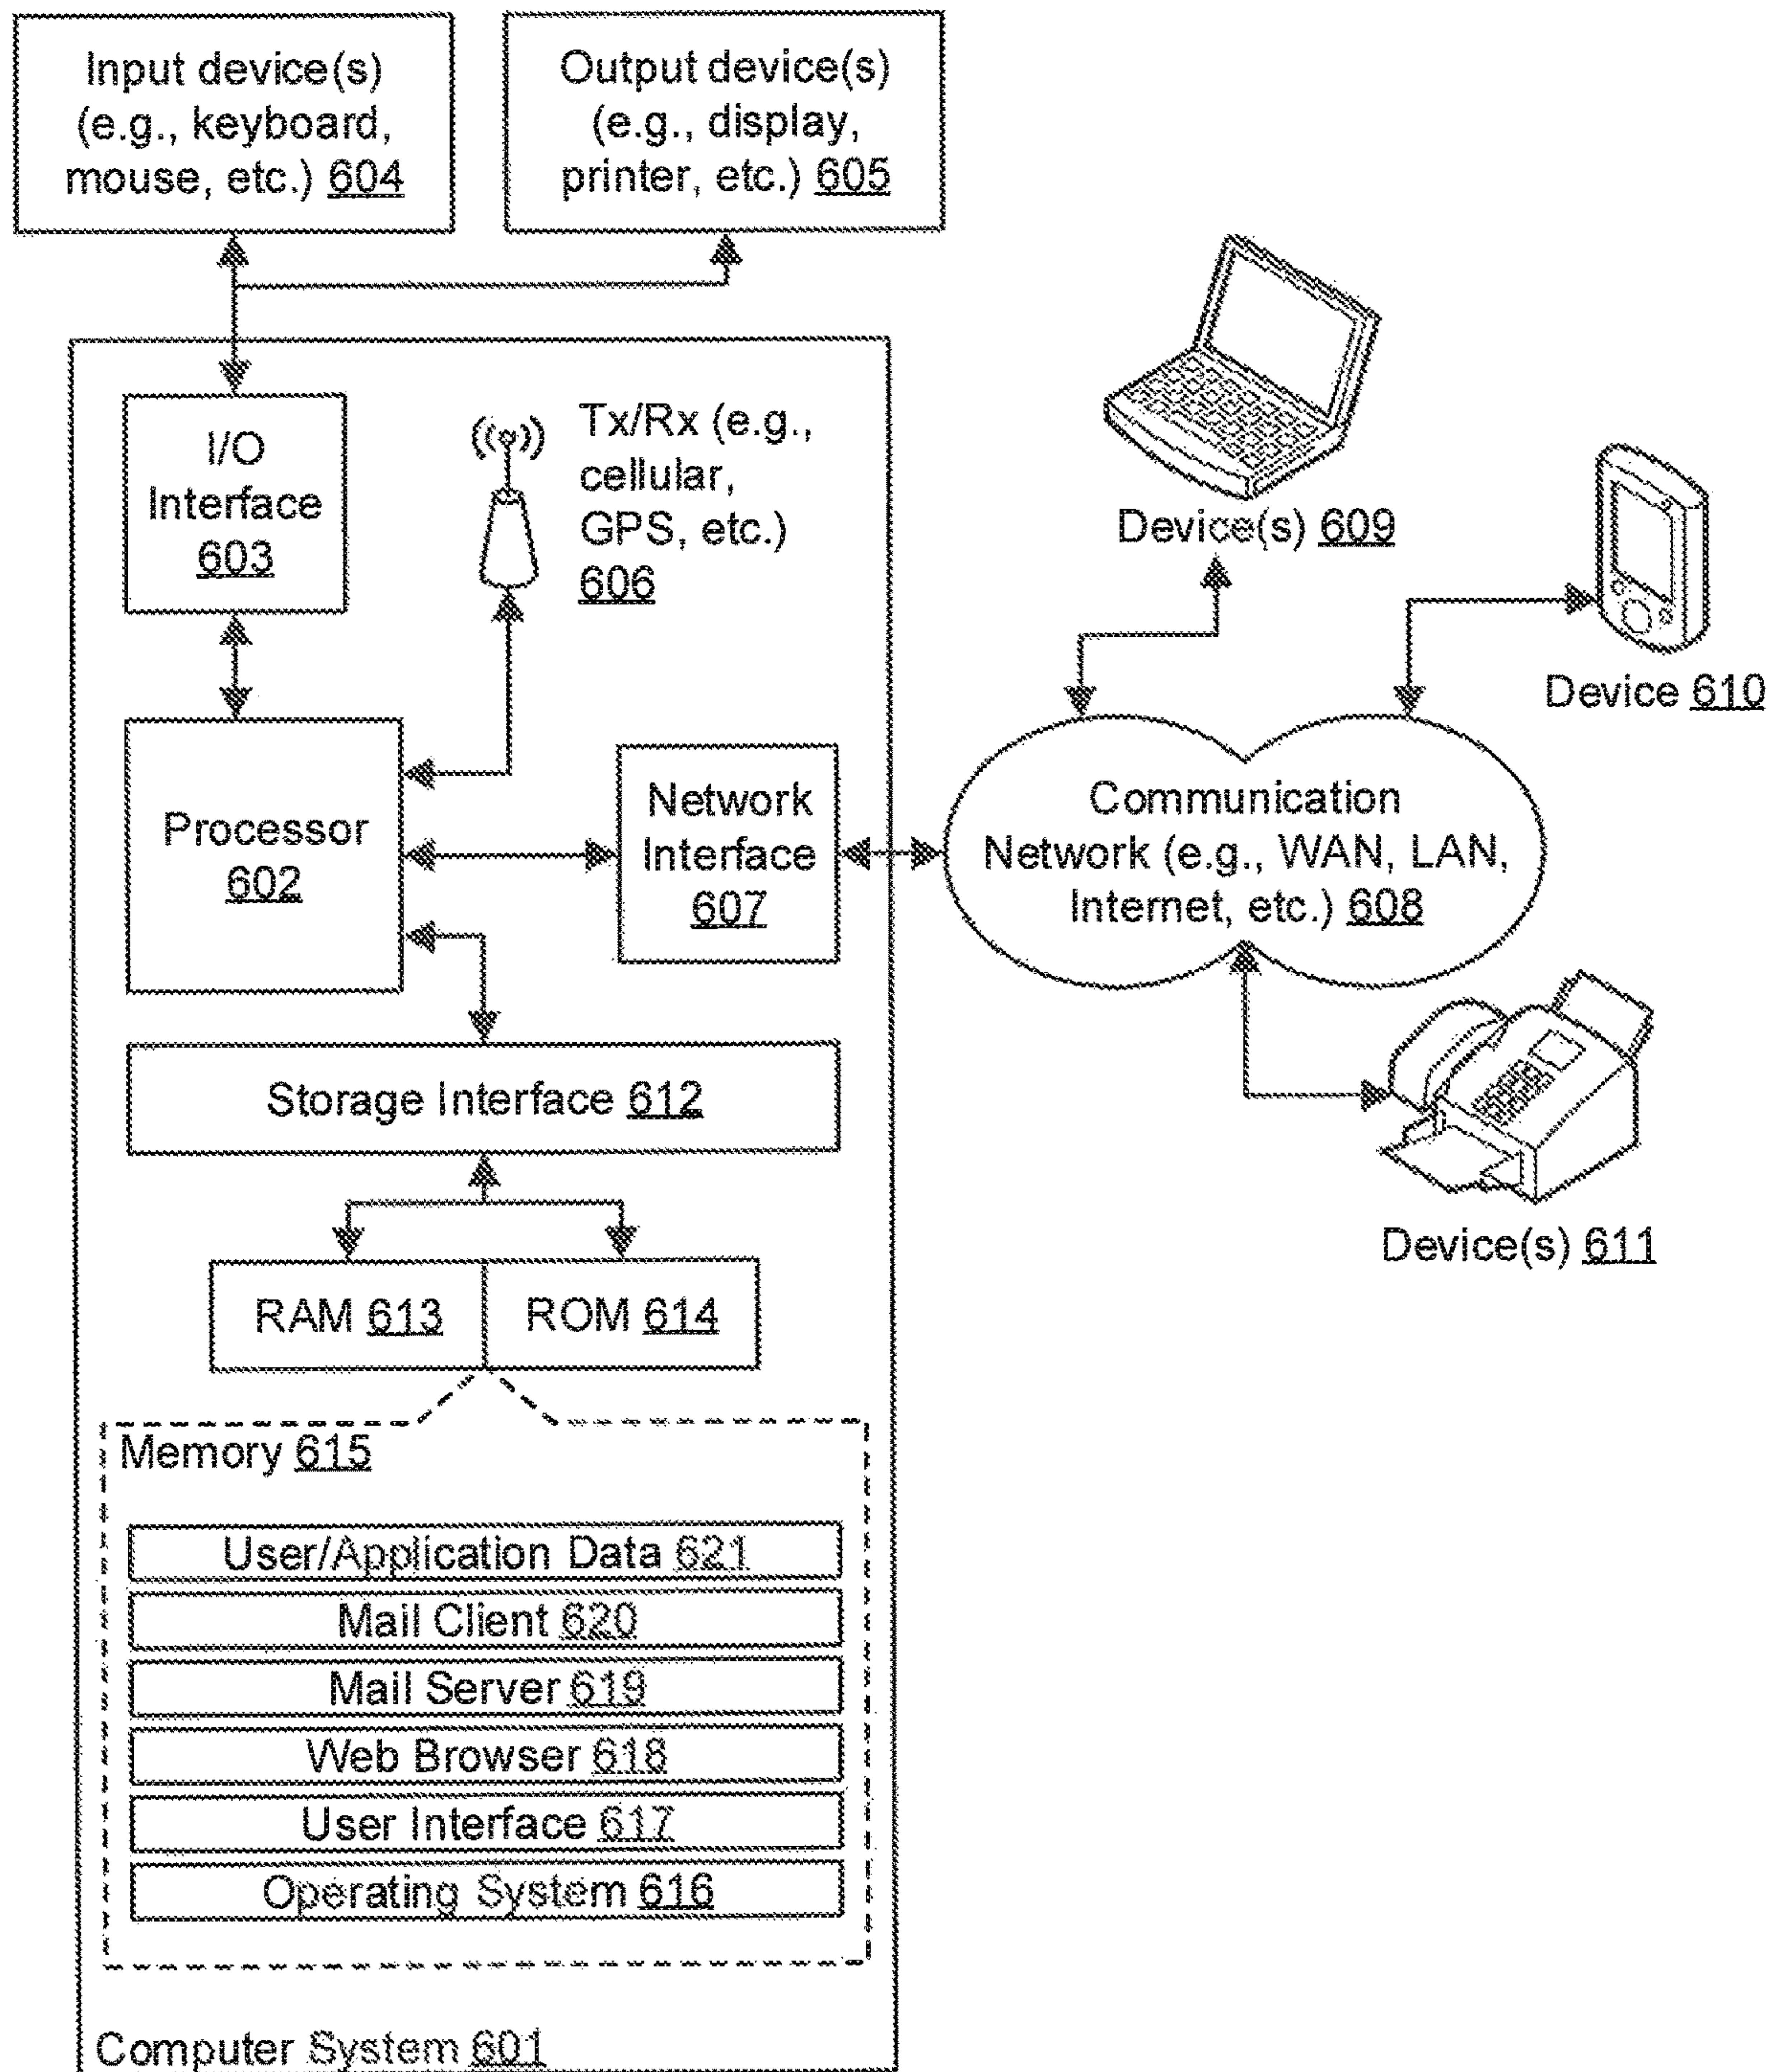 Input device(s)
(e.g., keyboard,
mouse, etc.) 604
Output device(s)
(e.g., display,
printer, etc.) 605
I/O
Interface
603
Tx/Rx (e.g.,
cellular,
GPS, etc.)
606
Device(s) 609
Device 610
Processor
602
Network
Interface
607
Communication
Network (e.g., WAN, LAN,
Internet, etc.) 608
Storage Interface 612
Device(s) 611
RAM 613
ROM 614
Memory 615
User/Application Data 621
Mail Client 620
Mail Server 619
Web Browser 618
User Interface 617
Operating System 616
Computer System 601